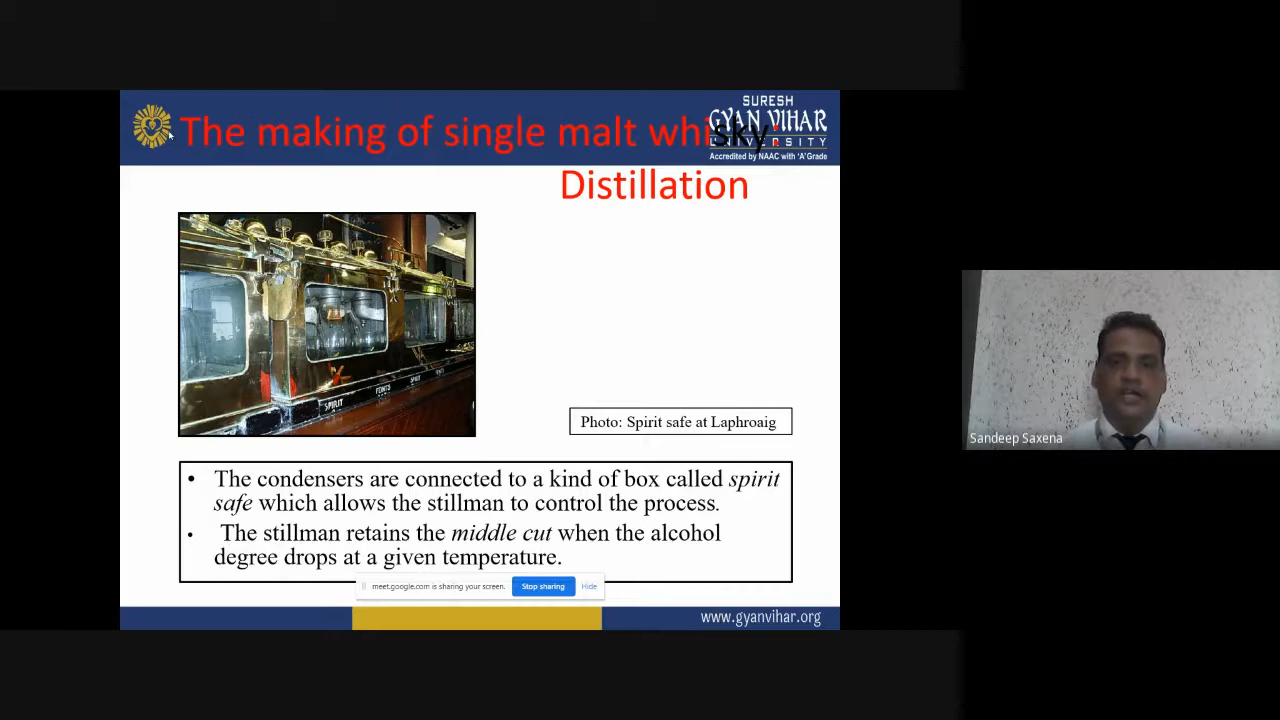 The making of single malt whisky:
Distillation
SURESH
GYAN VIHAR
UNIVERSITY
Accredited by NAAC with 'A' Grade
SPIRIT
FEINTS
Photo: Spirit safe at Laphroaig
• The condensers are connected to a kind of box called spirit
safe which allows the stillman to control the process.
• The stillman retains the middle cut when the alcohol
degree drops at a given temperature.
meet.google.com is sharing your screen. Stop sharing Hide
www.gyanvihar.org
Sandeep Saxena